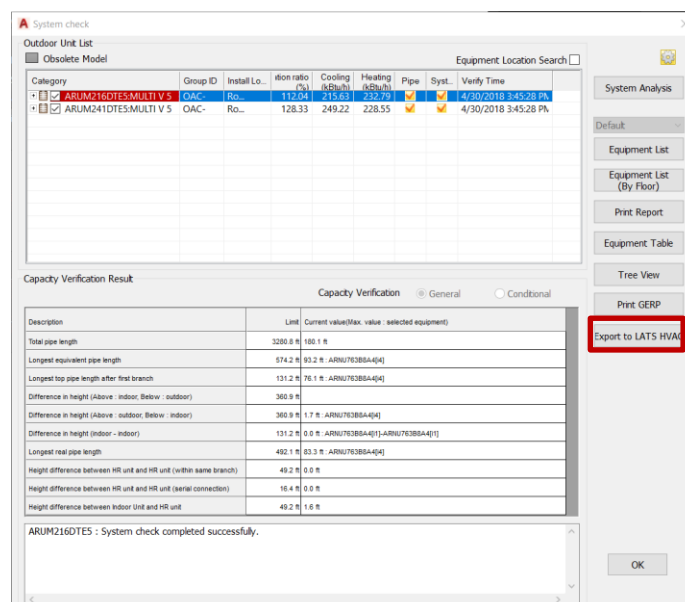 System check
Outdoor Unit List
Obsolete Model
Equipment Location Search
Category Group ID Install Lo... ition ratio (%) Cooling (kBtu/h) Heating (kBtu/h) Pipe Syst... Verify Time
ARUM216DTE5:MULTI V 5 OAC- Ro... 112.04 215.63 232.79 4/30/2018 3:45:28 PM
ARUM241DTE5:MULTI V 5 OAC- Ro... 128.33 249.22 228.55 4/30/2018 3:45:28 PM
System Analysis
Default
Equipment List
Equipment List
(By Floor)
Print Report
Equipment Table
Tree View
Print GERP
Export to LATS HVAC
Capacity Verification Result
Capacity Verification General Conditional
Description Limit Current value(Max. value : selected equipment)
Total pipe length 3280.8 ft 180.1 ft
Longest equivalent pipe length 574.2 ft 93.2 ft : ARNU763B8A4[I4]
Longest top pipe length after first branch 131.2 ft 76.1 ft : ARNU763B8A4[I4]
Difference in height (Above : indoor, Below : outdoor) 360.9 ft
Difference in height (Above : outdoor, Below : indoor) 360.9 ft 1.7 ft : ARNU763B8A4[I4]
Difference in height (indoor - indoor) 131.2 ft 0.0 ft : ARNU763B8A4[I1]-ARNU763B8A4[I1]
Longest real pipe length 492.1 ft 83.3 ft : ARNU763B8A4[I4]
Height difference between HR unit and HR unit (within same branch) 49.2 ft 0.0 ft
Height difference between HR unit and HR unit (serial connection) 16.4 ft 0.0 ft
Height difference between Indoor Unit and HR unit 49.2 ft 1.6 ft
ARUM216DTE5 : System check completed successfully.
OK